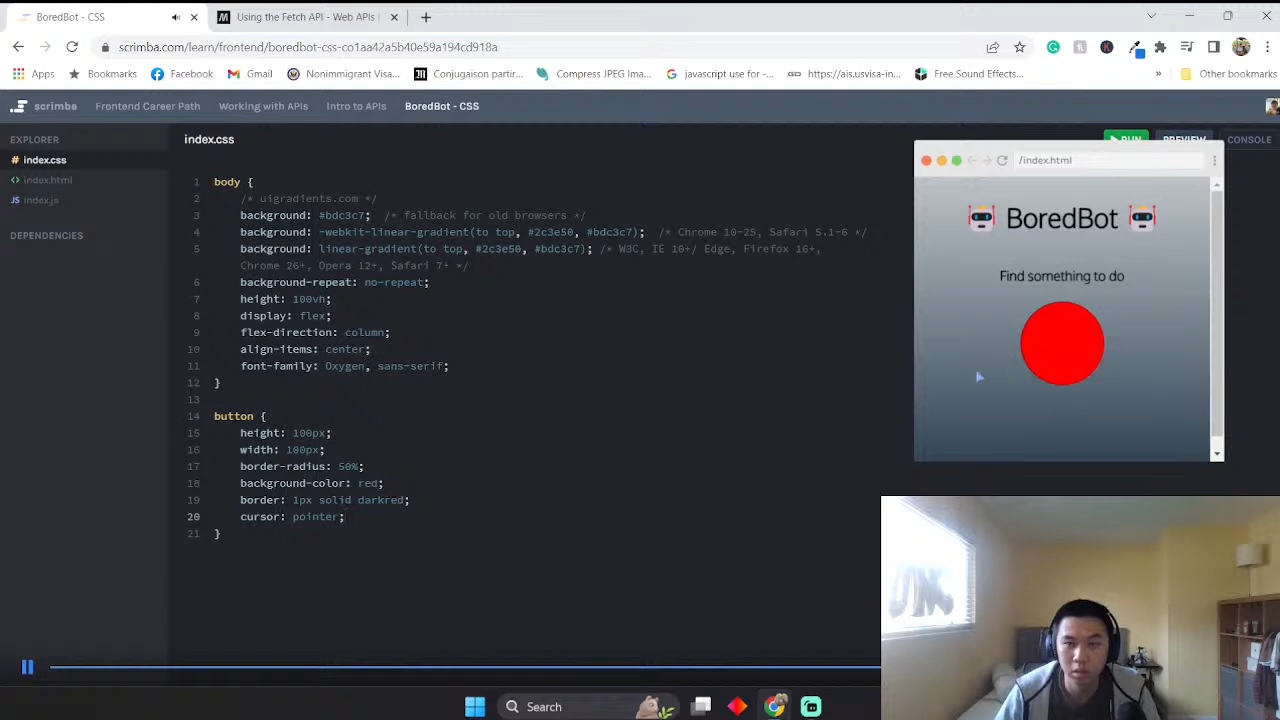 BoredBot - CSS
Using the Fetch API - Web APIs
scrimba.com/learn/frontend/boredbot-css-co1aa42a5b40e59a194cd918a
Apps
Bookmarks
Facebook
Gmail
Nonimmigrant Visa...
Conjugaison partir...
Compress JPEG Ima...
javascript use for -...
https://ais.usvisa-in...
Free Sound Effects...
»
Other bookmarks
scrimba
Frontend Career Path
Working with APIs
Intro to APIs
BoredBot - CSS
EXPLORER
# index.css
<> index.html
JS index.js
DEPENDENCIES
index.css
RUN
PREVIEW
CONSOLE
1 body {
2 /* uigradients.com */
3 background: #bdc3c7; /* fallback for old browsers */
4 background: -webkit-linear-gradient(to top, #2c3e50, #bdc3c7); /* Chrome 10-25, Safari 5.1-6 */
5 background: linear-gradient(to top, #2c3e50, #bdc3c7); /* W3C, IE 10+/ Edge, Firefox 16+,
Chrome 26+, Opera 12+, Safari 7+ */
6 background-repeat: no-repeat;
7 height: 100vh;
8 display: flex;
9 flex-direction: column;
10 align-items: center;
11 font-family: Oxygen, sans-serif;
12 }
13
14 button {
15 height: 100px;
16 width: 100px;
17 border-radius: 50%;
18 background-color: red;
19 border: 1px solid darkred;
20 cursor: pointer;
21 }
/index.html
BoredBot
Find something to do
Search